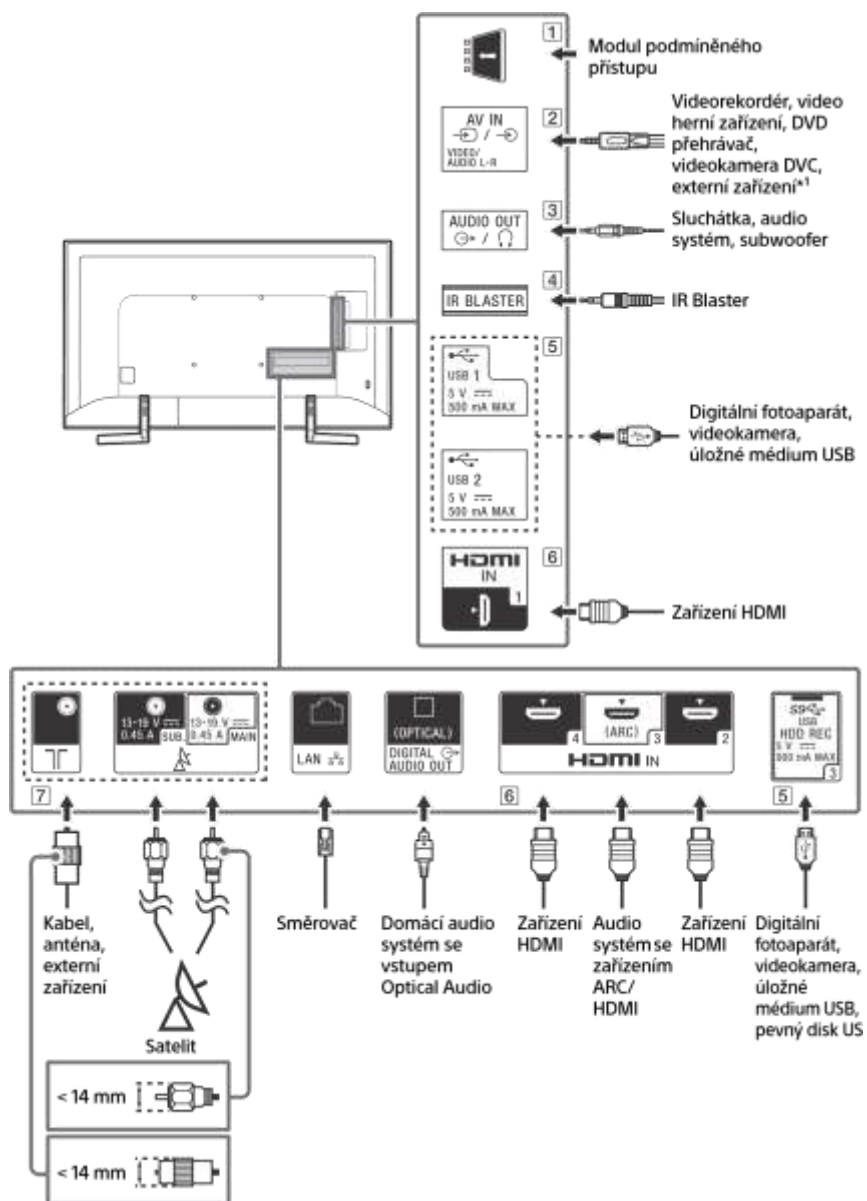 1
Modul podmíněného
přístupu
AV IN
/
VIDEO/
AUDIO L-R
2
Videorekordér, video
herní zařízení, DVD
přehrávač,
videokamera DVC,
externí zařízení*1
AUDIO OUT
/
3
Sluchátka, audio
systém, subwoofer
4
IR BLASTER
IR Blaster
5
USB 1
5 V
500 mA MAX
Digitální fotoaparát,
videokamera,
úložné médium USB
USB 2
5 V
500 mA MAX
6
HDMI
IN
1
Zařízení HDMI
13-19 V
0.45 A
SUB
13-19 V
0.45 A
MAIN
LAN
(OPTICAL)
DIGITAL
AUDIO OUT
4
(ARC)
3
2
HDMI IN
SS
USB
HDD REC
5 V
900 mA MAX
3
7
6
5
Kabel,
anténa,
externí
zařízení
Satelit
Směrovač
Domácí audio
systém se
vstupem
Optical Audio
Zařízení
HDMI
Audio
systém se
zařízením
ARC/
HDMI
Zařízení
HDMI
Digitální
fotoaparát,
videokamera,
úložné
médium USB,
pevný disk US
< 14 mm
< 14 mm